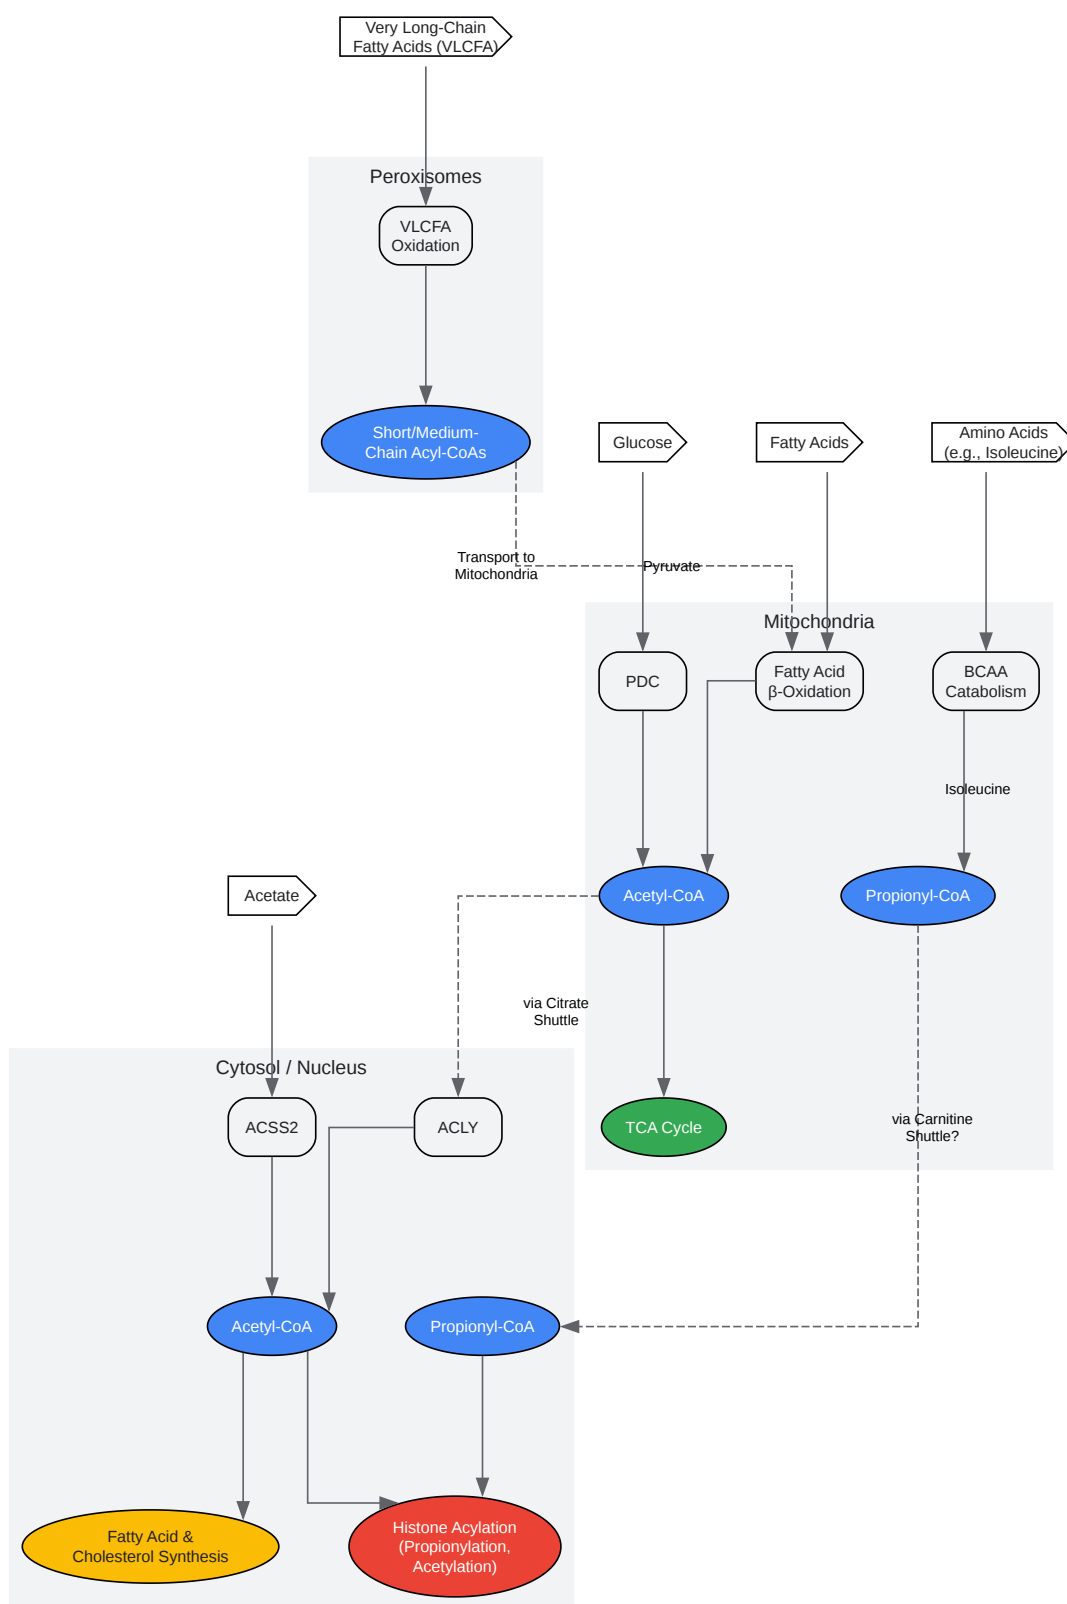 Very Long-Chain
Fatty Acids (VLCFA)
Peroxisomes
VLCFA
Oxidation
Short/Medium-
Chain Acyl-CoAs
Glucose
Fatty Acids
Amino Acids
(e.g., Isoleucine)
Transport to
Mitochondria
Pyruvate
Mitochondria
PDC
Fatty Acid
β-Oxidation
BCAA
Catabolism
Isoleucine
Acetate
Acetyl-CoA
Propionyl-CoA
via Citrate
Shuttle
Cytosol / Nucleus
ACSS2
ACLY
TCA Cycle
via Carnitine
Shuttle?
Acetyl-CoA
Propionyl-CoA
Fatty Acid &
Cholesterol Synthesis
Histone Acylation
(Propionylation,
Acetylation)